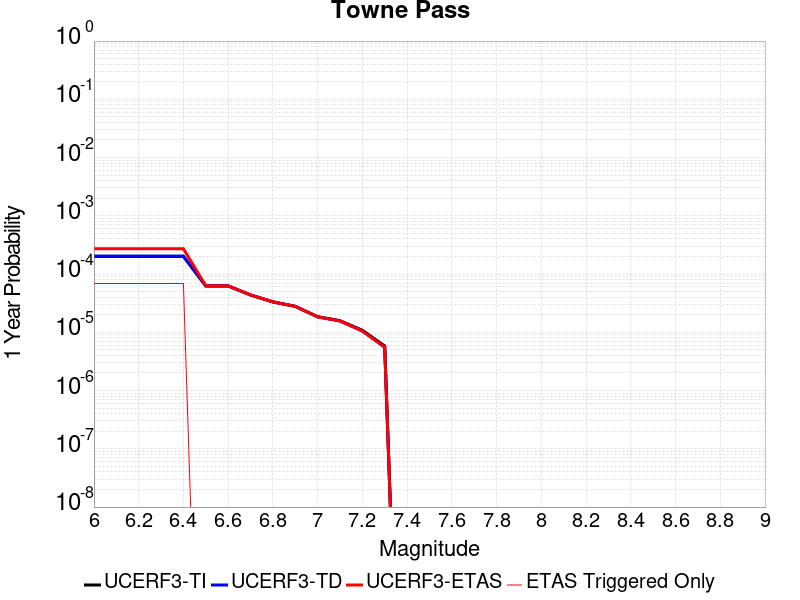 Towne Pass
10^0
10^-1
10^-2
10^-3
10^-4
10^-5
10^-6
10^-7
10^-8
1 Year Probability
6 6.2 6.4 6.6 6.8 7 7.2 7.4 7.6 7.8 8 8.2 8.4 8.6 8.8 9
Magnitude
UCERF3-TI UCERF3-TD UCERF3-ETAS ETAS Triggered Only